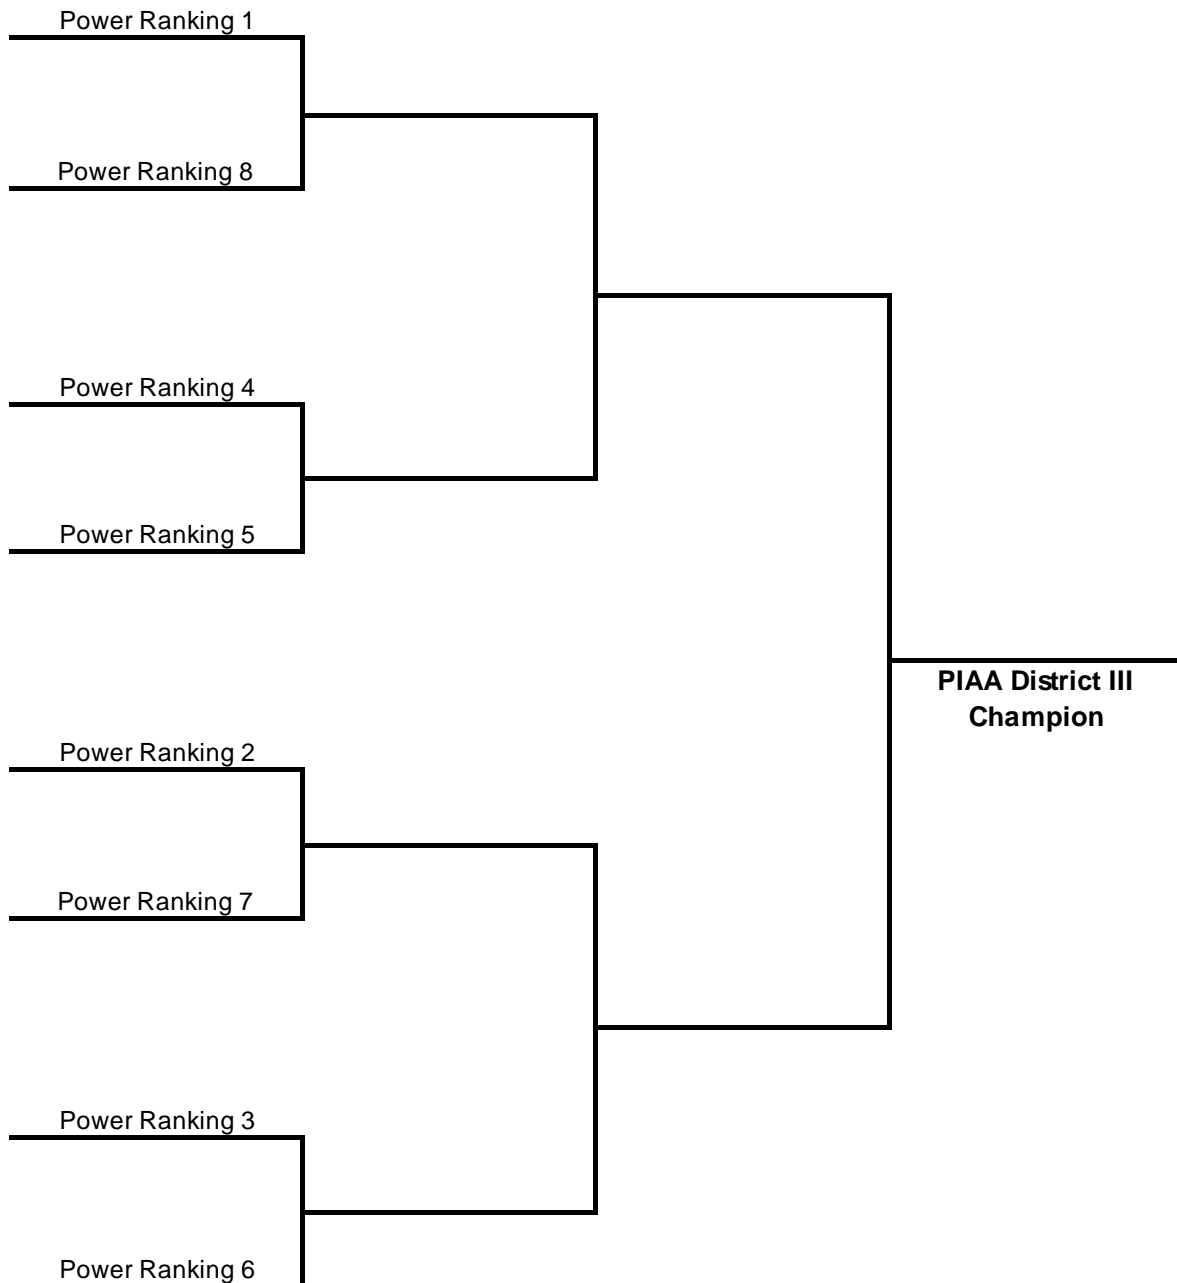 Power Ranking 1
Power Ranking 8
Power Ranking 4
Power Ranking 5
PIAA District III
Champion
Power Ranking 2
Power Ranking 7
Power Ranking 3
Power Ranking 6